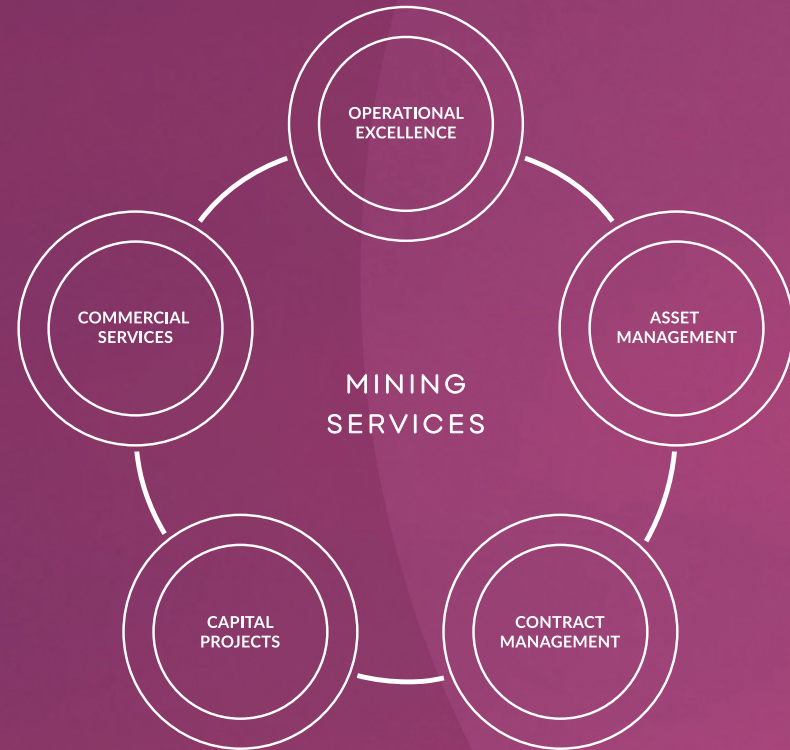 OPERATIONAL
EXCELLENCE
COMMERCIAL
SERVICES
ASSET
MANAGEMENT
MINING
SERVICES
CAPITAL
PROJECTS
CONTRACT
MANAGEMENT